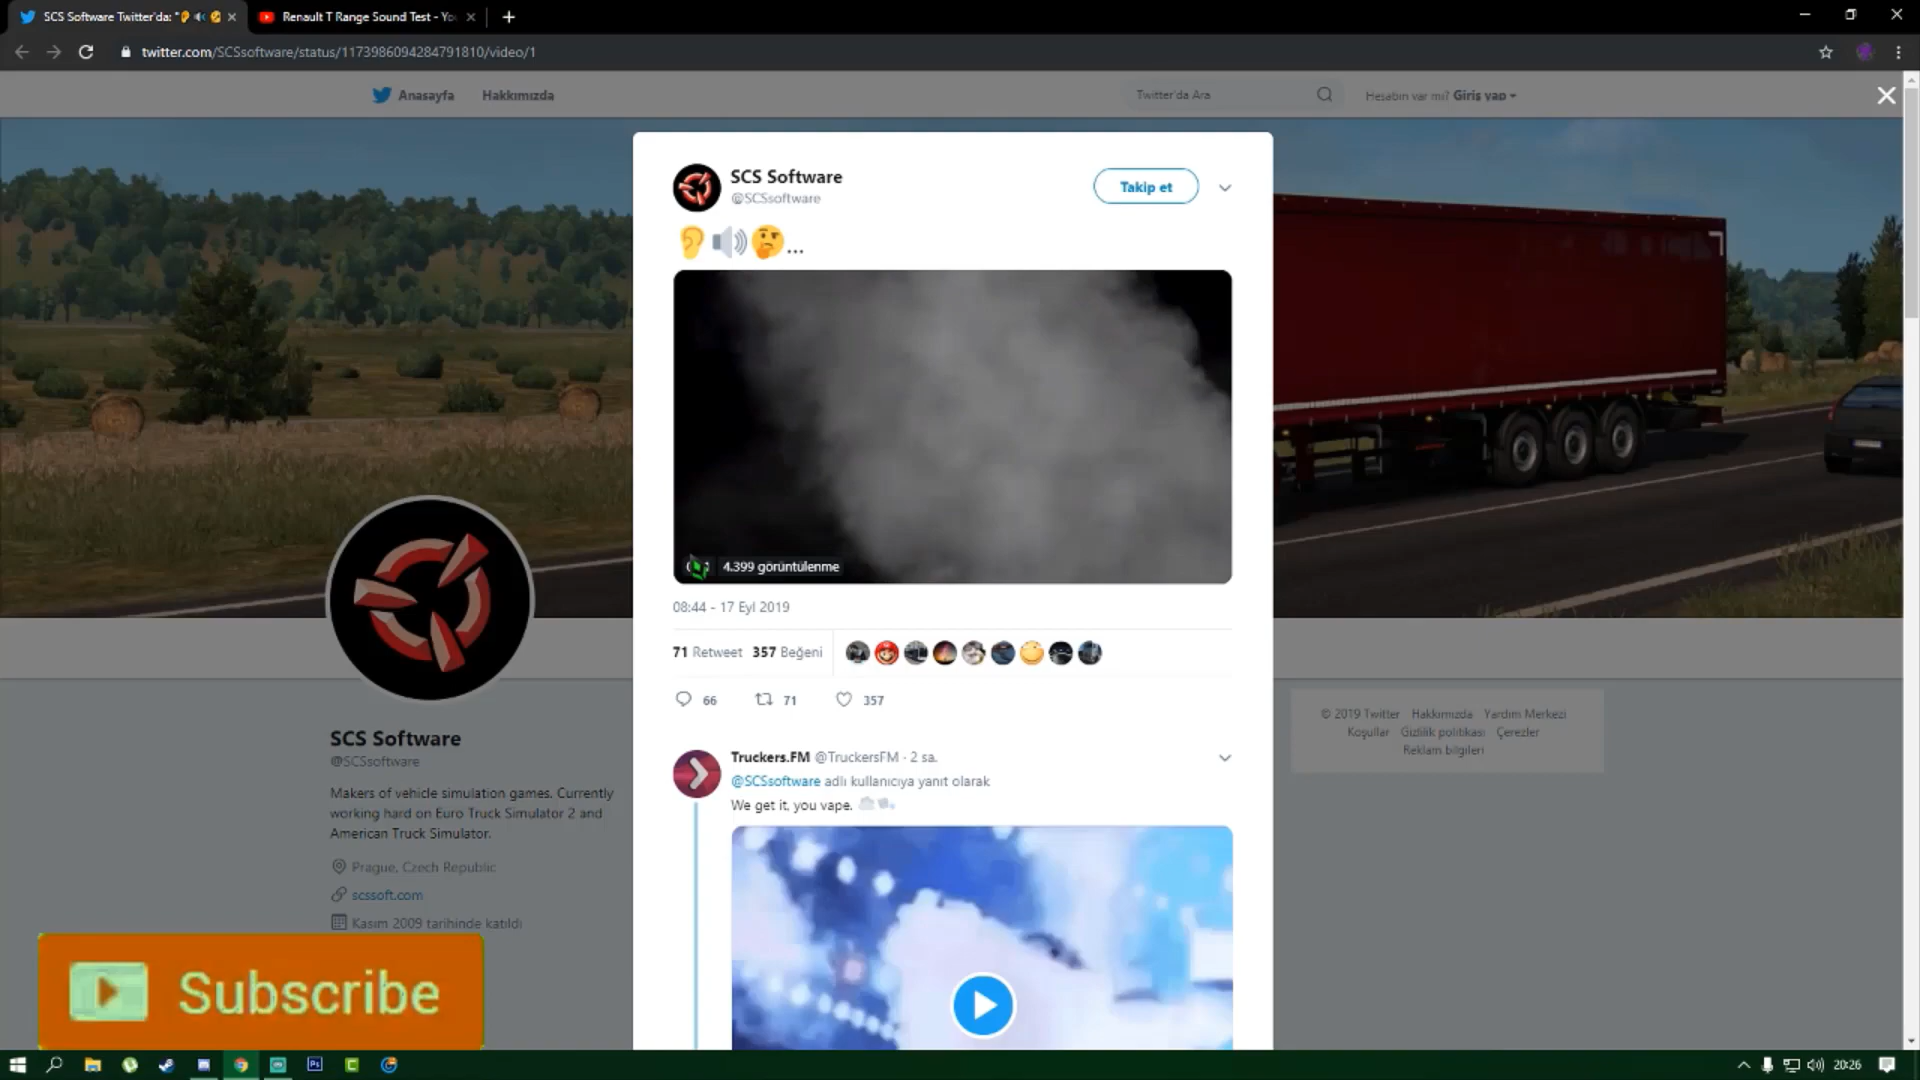 SCS Software Twitter'da: "👂🔊🤔
Renault T Range Sound Test - Yo
twitter.com/SCSsoftware/status/1173986094284791810/video/1
Anasayfa
Hakkımızda
Twitter'da Ara
Hesabın var mı? Giriş yap
SCS Software
@SCSsoftware
Takip et
👂🔊🤔...
4.399 görüntülenme
08:44 - 17 Eyl 2019
71 Retweet 357 Beğeni
66
71
357
Truckers.FM @TruckersFM · 2 sa.
@SCSsoftware adlı kullanıcıya yanıt olarak
We get it, you vape.
SCS Software
@SCSsoftware
Makers of vehicle simulation games. Currently
working hard on Euro Truck Simulator 2 and
American Truck Simulator.
Prague, Czech Republic
scssoft.com
Kasım 2009 tarihinde katıldı
© 2019 Twitter Hakkımızda Yardım Merkezi
Koşullar Gizlilik politikası Çerezler
Reklam bilgileri
Subscribe
Ps
20:26